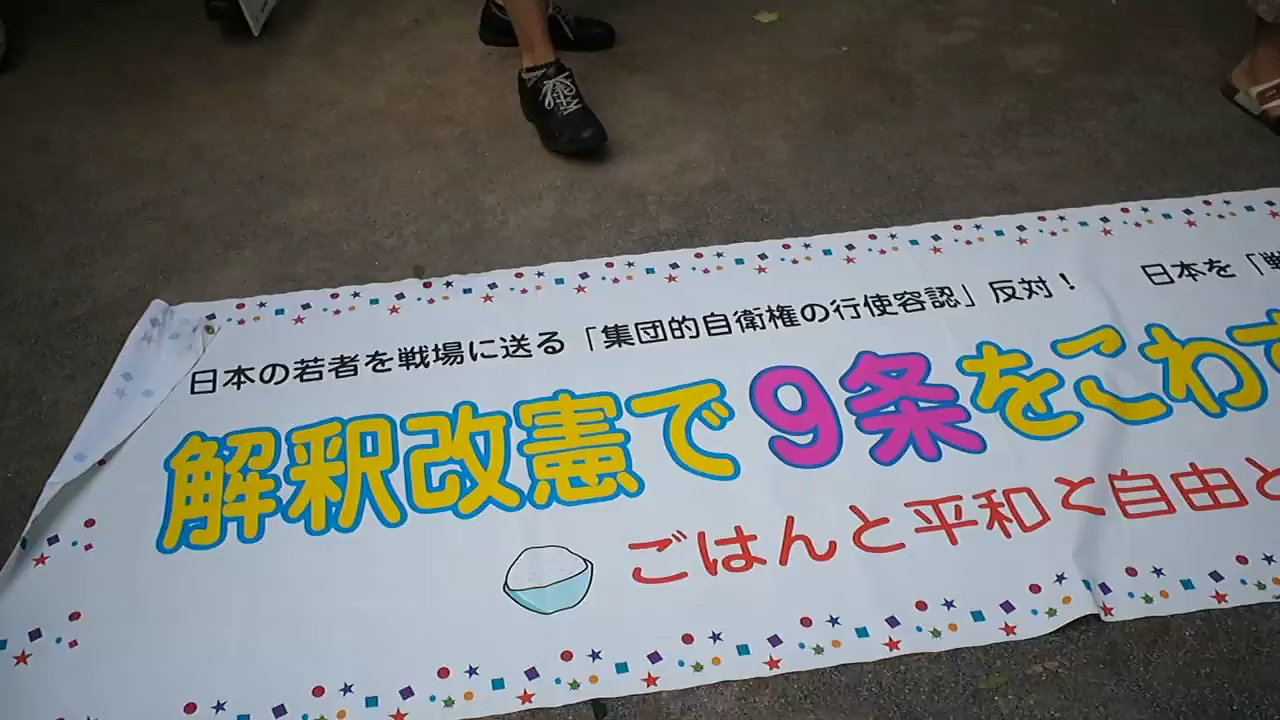 日本の若者を戦場に送る「集団的自衛権の行使容認」反対！ 日本を「戦
解釈改憲で9条をこわす
ごはんと平和と自由と